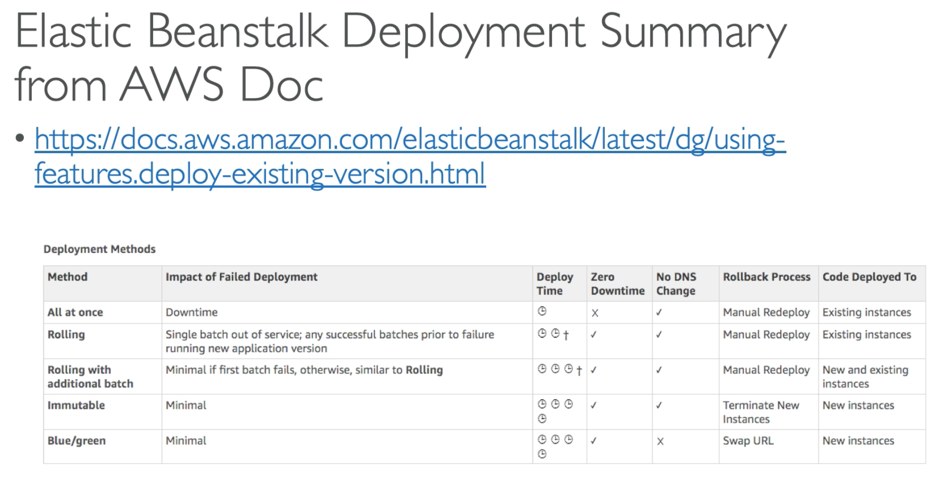 Elastic Beanstalk Deployment Summary
from AWS Doc
• https://docs.aws.amazon.com/elasticbeanstalk/latest/dg/using-
features.deploy-existing-version.html
Deployment Methods
Method Impact of Failed Deployment Deploy Time Zero Downtime No DNS Change Rollback Process Code Deployed To
All at once Downtime ◷ X ✓ Manual Redeploy Existing instances
Rolling Single batch out of service; any successful batches prior to failure running new application version ◷ ◷ † ✓ ✓ Manual Redeploy Existing instances
Rolling with additional batch Minimal if first batch fails, otherwise, similar to Rolling ◷ ◷ ◷ † ✓ ✓ Manual Redeploy New and existing instances
Immutable Minimal ◷ ◷ ◷ ◷ ✓ ✓ Terminate New Instances New instances
Blue/green Minimal ◷ ◷ ◷ ◷ ✓ X Swap URL New instances